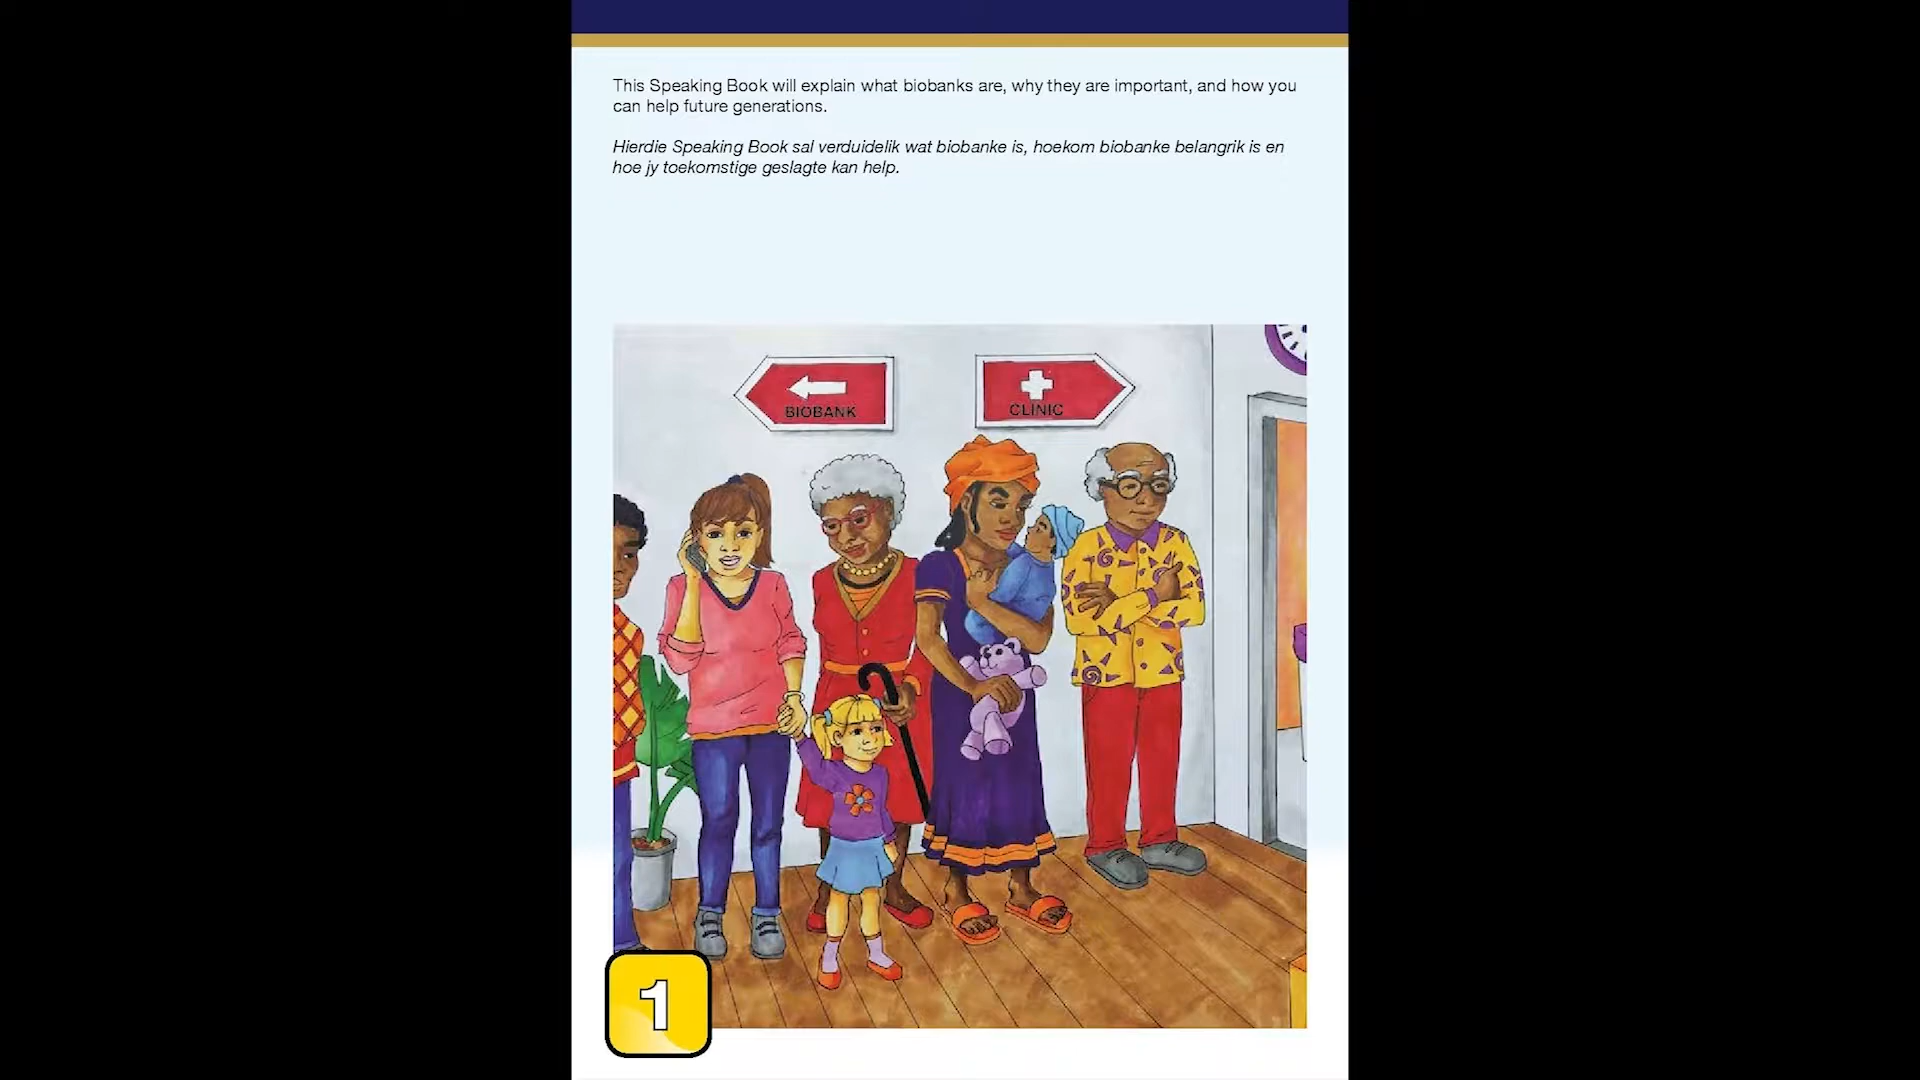 This Speaking Book will explain what biobanks are, why they are important, and how you
can help future generations.
Hierdie Speaking Book sal verduidelik wat biobanke is, hoekom biobanke belangrik is en
hoe jy toekomstige geslagte kan help.
BIOBANK
CLINIC
1